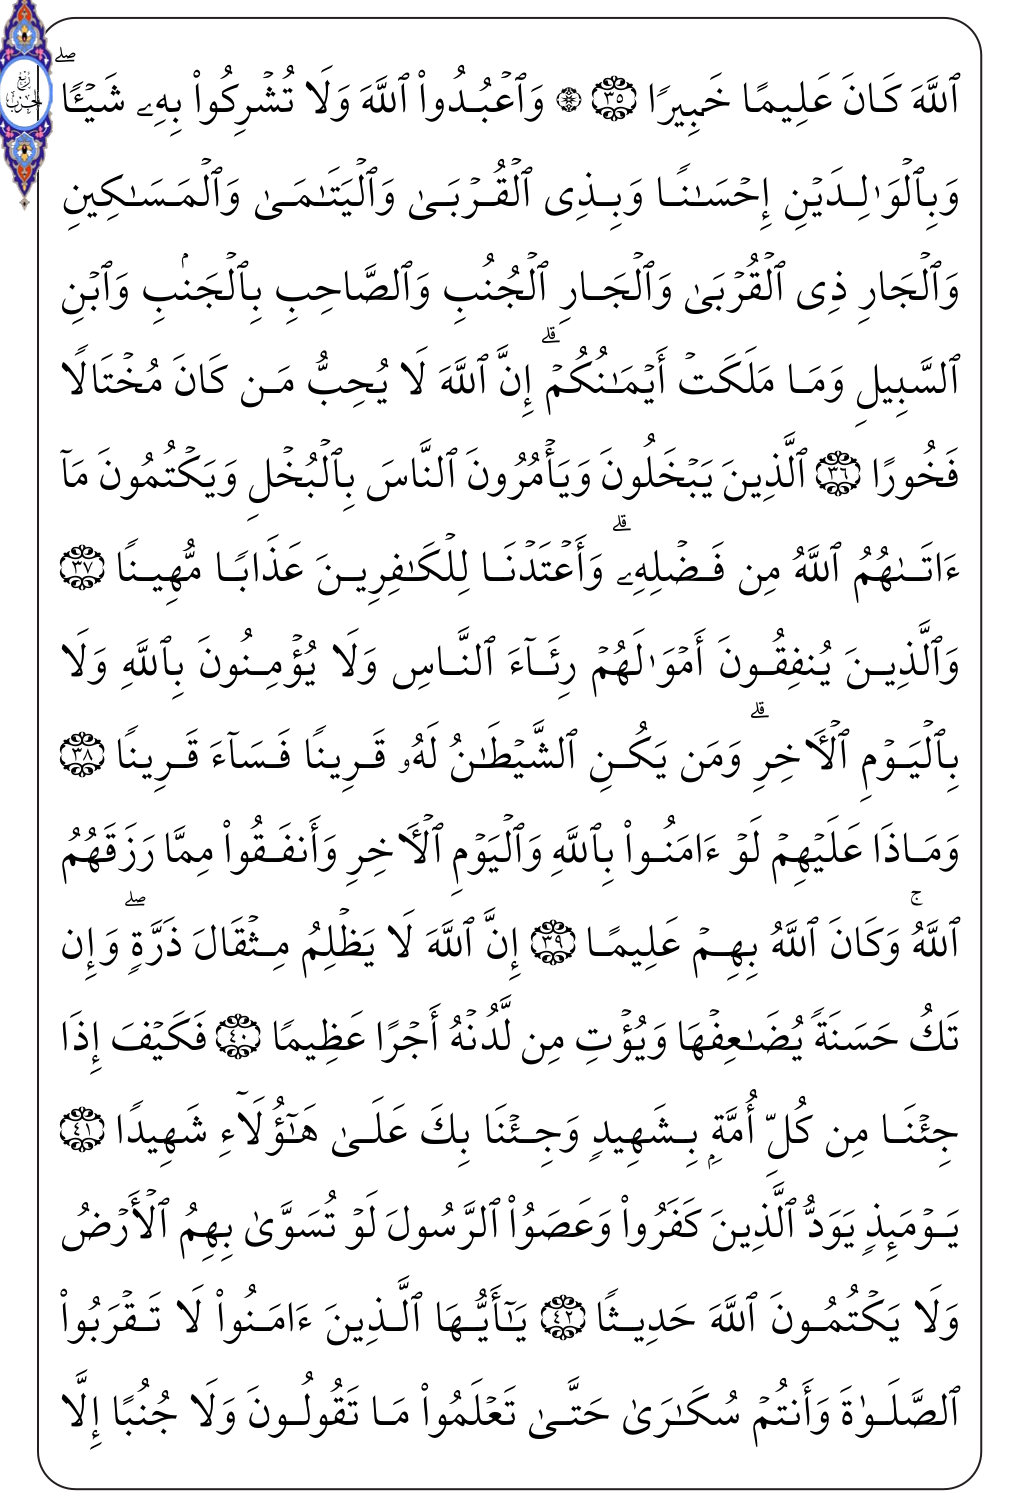 ٱللَّهَ كَانَ عَلِيمًا خَبِيرًا ٣٥ ۞ وَٱعۡبُدُوا۟ ٱللَّهَ وَلَا تُشۡرِكُوا۟ بِهِۦ شَيۡـًٔاۖ
وَبِٱلۡوَٰلِدَيۡنِ إِحۡسَـٰنًا وَبِذِى ٱلۡقُرۡبَىٰ وَٱلۡيَتَـٰمَىٰ وَٱلۡمَسَـٰكِينِ
وَٱلۡجَارِ ذِى ٱلۡقُرۡبَىٰ وَٱلۡجَارِ ٱلۡجُنُبِ وَٱلصَّاحِبِ بِٱلۡجَنۢبِ وَٱبۡنِ
ٱلسَّبِيلِ وَمَا مَلَكَتۡ أَيۡمَـٰنُكُمۡۗ إِنَّ ٱللَّهَ لَا يُحِبُّ مَن كَانَ مُخۡتَالًا
فَخُورًا ٣٦ ٱلَّذِينَ يَبۡخَلُونَ وَيَأۡمُرُونَ ٱلنَّاسَ بِٱلۡبُخۡلِ وَيَكۡتُمُونَ مَآ
ءَاتَـٰهُمُ ٱللَّهُ مِن فَضۡلِهِۦۗ وَأَعۡتَدۡنَا لِلۡكَـٰفِرِينَ عَذَابًا مُّهِينًا ٣٧
وَٱلَّذِينَ يُنفِقُونَ أَمۡوَٰلَهُمۡ رِئَآءَ ٱلنَّاسِ وَلَا يُؤۡمِنُونَ بِٱللَّهِ وَلَا
بِٱلۡيَوۡمِ ٱلۡـَٔاخِرِۗ وَمَن يَكُنِ ٱلشَّيۡطَـٰنُ لَهُۥ قَرِينًا فَسَآءَ قَرِينًا ٣٨
وَمَاذَا عَلَيۡهِمۡ لَوۡ ءَامَنُوا۟ بِٱللَّهِ وَٱلۡيَوۡمِ ٱلۡـَٔاخِرِ وَأَنفَقُوا۟ مِمَّا رَزَقَهُمُ
ٱللَّهُۚ وَكَانَ ٱللَّهُ بِهِمۡ عَلِيمًا ٣٩ إِنَّ ٱللَّهَ لَا يَظۡلِمُ مِثۡقَالَ ذَرَّةٍۖ وَإِن
تَكُ حَسَنَةً يُضَـٰعِفۡهَا وَيُؤۡتِ مِن لَّدُنۡهُ أَجۡرًا عَظِيمًا ٤٠ فَكَيۡفَ إِذَا
جِئۡنَا مِن كُلِّ أُمَّةٍۭ بِشَهِيدٍ وَجِئۡنَا بِكَ عَلَىٰ هَـٰٓؤُلَآءِ شَهِيدًا ٤١
يَوۡمَئِذٍ يَوَدُّ ٱلَّذِينَ كَفَرُوا۟ وَعَصَوُا۟ ٱلرَّسُولَ لَوۡ تُسَوَّىٰ بِهِمُ ٱلۡأَرۡضُ
وَلَا يَكۡتُمُونَ ٱللَّهَ حَدِيثًا ٤٢ يَـٰٓأَيُّهَا ٱلَّذِينَ ءَامَنُوا۟ لَا تَقۡرَبُوا۟
ٱلصَّلَوٰةَ وَأَنتُمۡ سُكَـٰرَىٰ حَتَّىٰ تَعۡلَمُوا۟ مَا تَقُولُونَ وَلَا جُنُبًا إِلَّا
ربع
الحزب